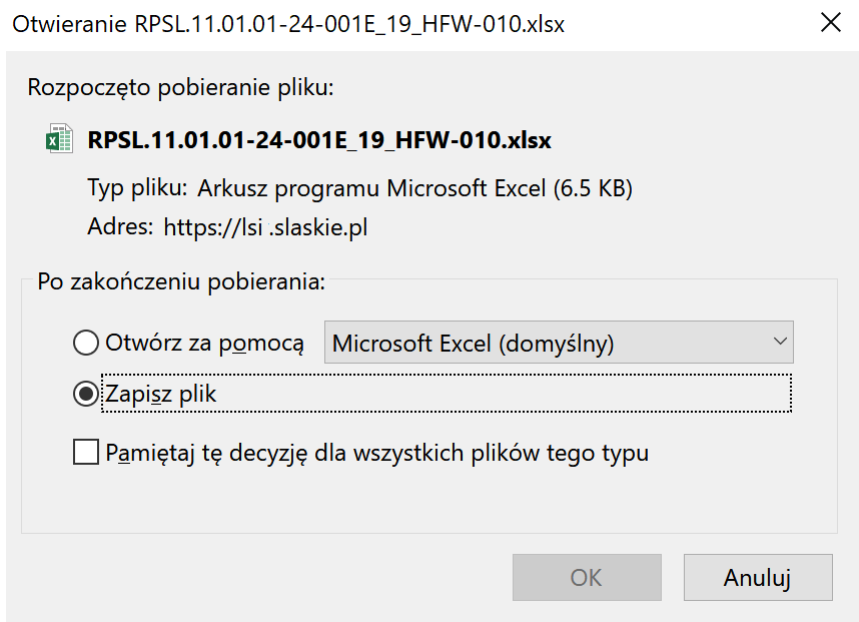 Otwieranie RPSL.11.01.01-24-001E_19_HFW-010.xlsx
Rozpoczęto pobieranie pliku:
RPSL.11.01.01-24-001E_19_HFW-010.xlsx
Typ pliku: Arkusz programu Microsoft Excel (6.5 KB)
Adres: https://lsi .slaskie.pl
Po zakończeniu pobierania:
Otwórz za pomocą Microsoft Excel (domyślny)
Zapisz plik
Pamiętaj tę decyzję dla wszystkich plików tego typu
OK Anuluj